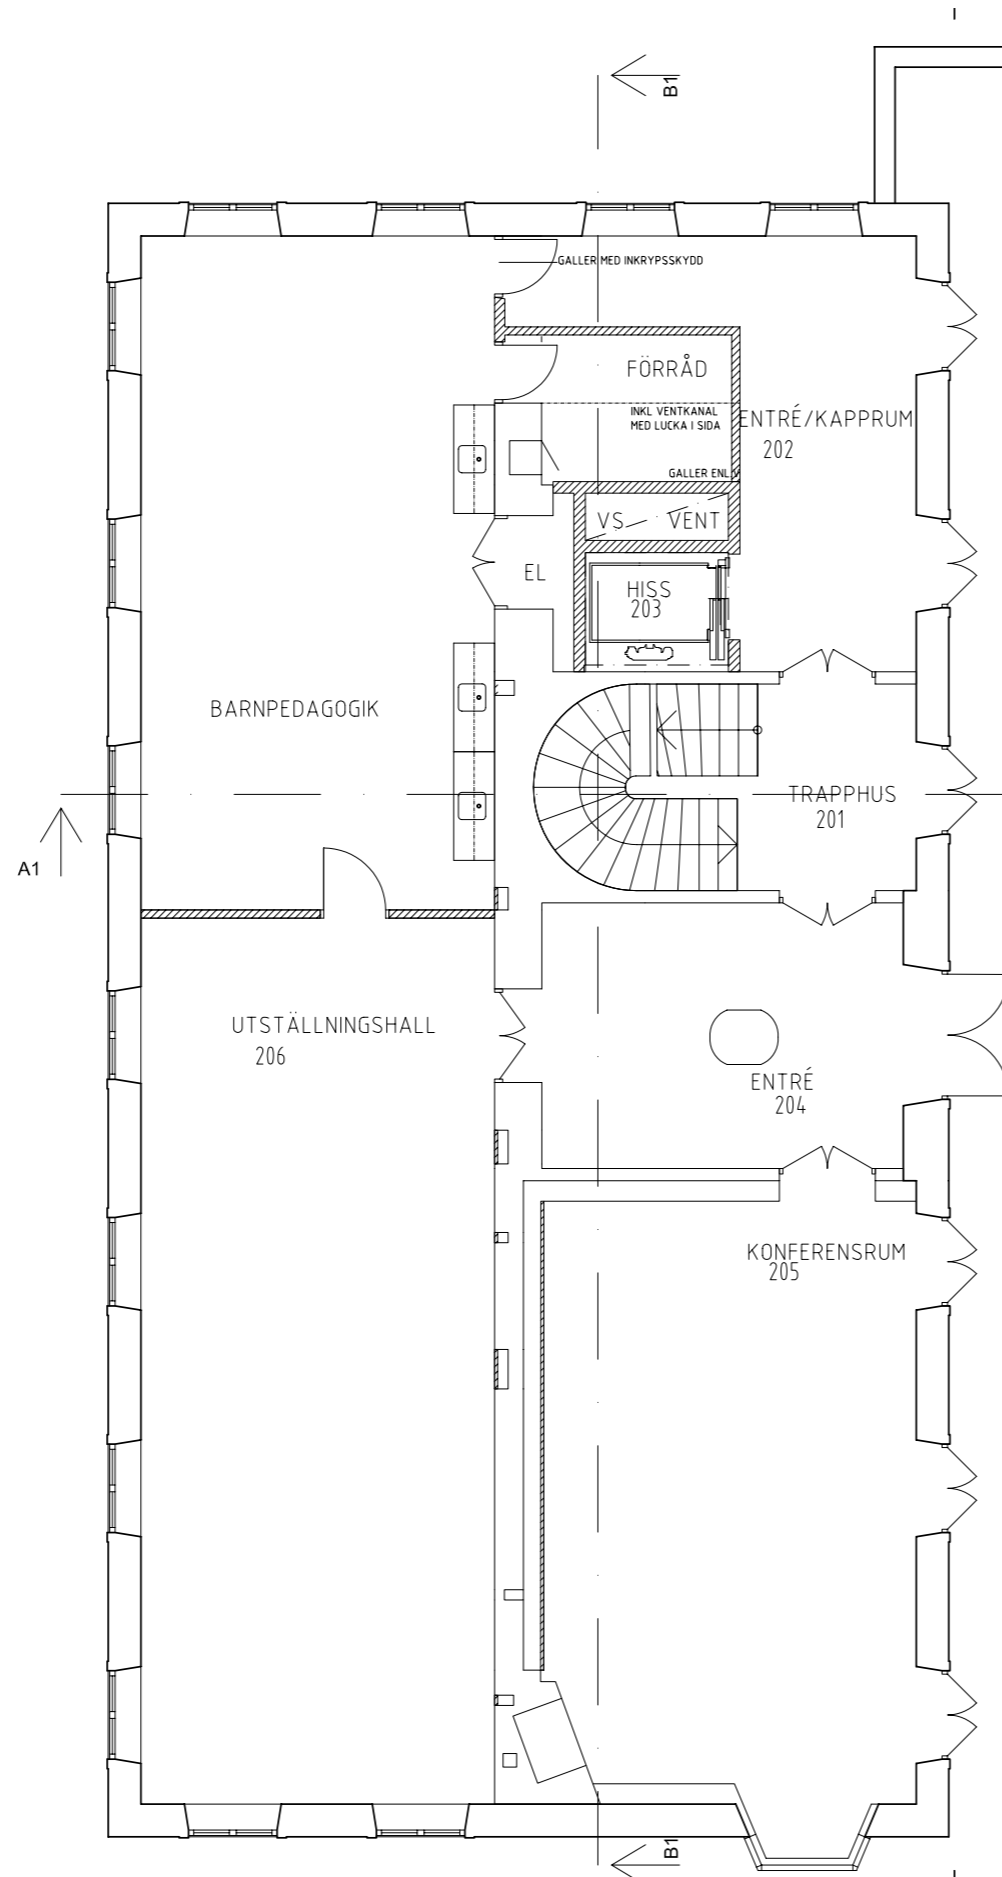 B1
GALLER MED INKRYPSSKYDD
FÖRRÅD
INKL VENTKANAL
MED LUCKA I SIDA
ENTRÉ/KAPPRUM
202
GALLER ENL V
VS VENT
EL
HISS
203
BARNPEDAGOGIK
TRAPPHUS
201
A1
UTSTÄLLNINGSHALL
206
ENTRÉ
204
KONFERENSRUM
205
B1